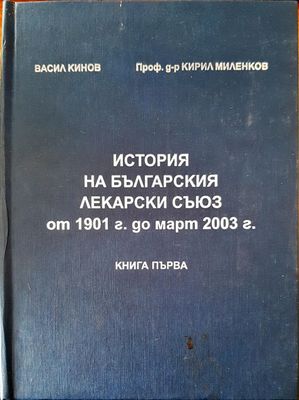 ВАСИЛ КИНОВ Проф. д-р КИРИЛ МИЛЕНКОВ
ИСТОРИЯ
НА БЪЛГАРСКИЯ
ЛЕКАРСКИ СЪЮЗ
от 1901 г. до март 2003 г.
КНИГА ПЪРВА